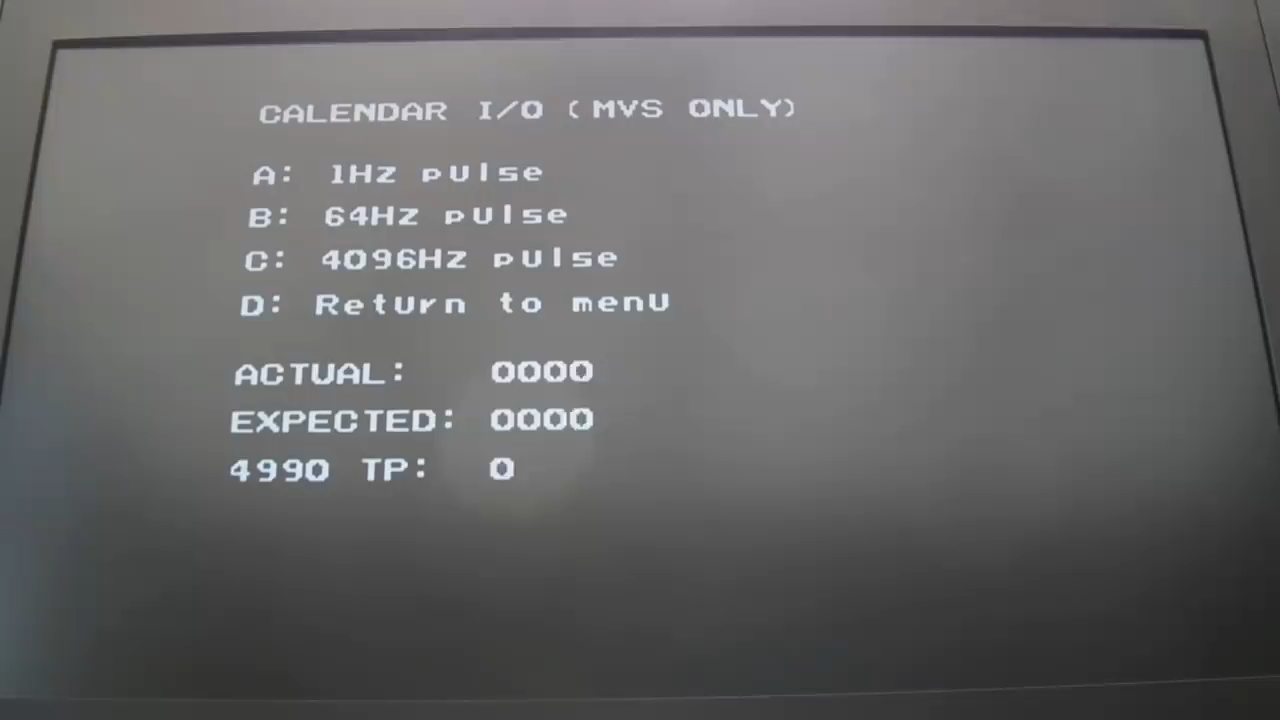 CALENDAR I/O (MVS ONLY)
A: 1Hz pulse
B: 64Hz pulse
C: 4096Hz pulse
D: Return to menu
ACTUAL: 0000
EXPECTED: 0000
4990 TP: 0